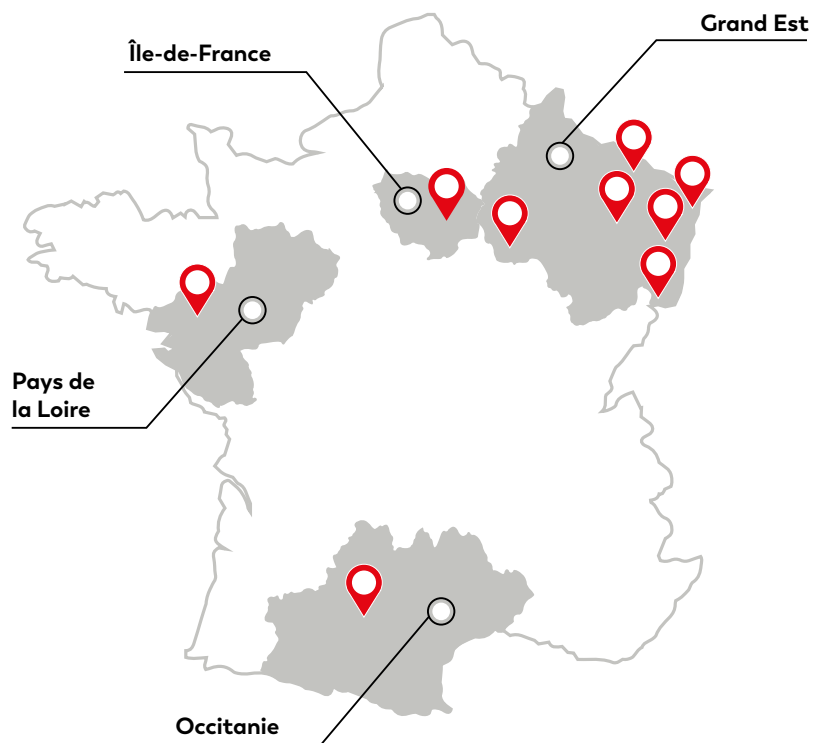 Grand Est
Île-de-France
Pays de
la Loire
Occitanie